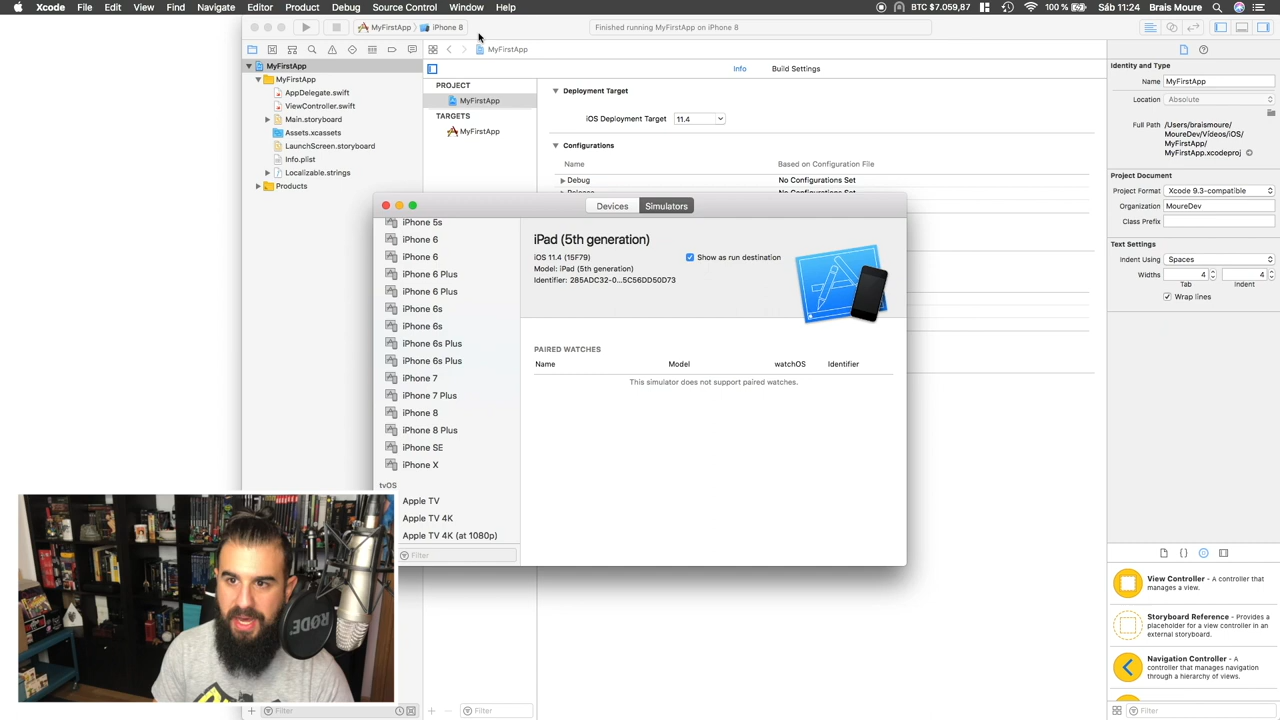 Xcode File Edit View Find Navigate Editor Product Debug Source Control Window Help
BTC $7,059,87 100% Sáb 11:24 Brais Moure
MyFirstApp iPhone 8
Finished running MyFirstApp on iPhone 8
MyFirstApp
MyFirstApp
MyFirstApp
AppDelegate.swift
ViewController.swift
Main.storyboard
Assets.xcassets
LaunchScreen.storyboard
Info.plist
Localizable.strings
Products
Filter
Info Build Settings
PROJECT
MyFirstApp
TARGETS
MyFirstApp
Filter
Deployment Target
iOS Deployment Target 11.4
Configurations
Name Based on Configuration File
Debug No Configurations Set
Release No Configurations Set
Devices Simulators
iPhone 5s
iPhone 6
iPhone 6
iPhone 6 Plus
iPhone 6 Plus
iPhone 6s
iPhone 6s
iPhone 6s Plus
iPhone 6s Plus
iPhone 7
iPhone 7 Plus
iPhone 8
iPhone 8 Plus
iPhone SE
iPhone X
tvOS
Apple TV
Apple TV 4K
Apple TV 4K (at 1080p)
Filter
iPad (5th generation)
iOS 11.4 (15F79)
Model: iPad (5th generation)
Identifier: 285ADC32-0...5C56DD50D73
Show as run destination
PAIRED WATCHES
Name Model watchOS Identifier
This simulator does not support paired watches.
Identity and Type
Name MyFirstApp
Location Absolute
Full Path /Users/braismoure/
MoureDev/Vídeos/iOS/
MyFirstApp/
MyFirstApp.xcodeproj
Project Document
Project Format Xcode 9.3-compatible
Organization MoureDev
Class Prefix
Text Settings
Indent Using Spaces
Widths 4 4
Tab Indent
Wrap lines
View Controller - A controller that
manages a view.
Storyboard Reference - Provides a
placeholder for a view controller in an
external storyboard.
Navigation Controller - A
controller that manages navigation
through a hierarchy of views.
Filter
RØDE